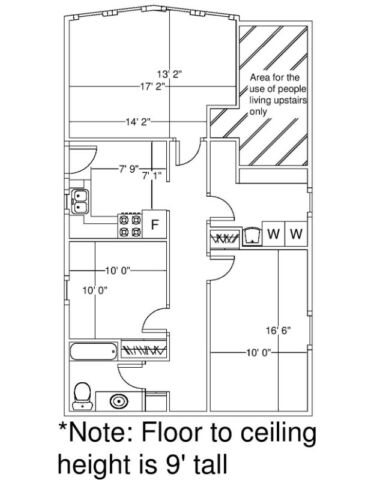 13' 2"
17' 2"
14' 2"
Area for the
use of people
living upstairs
only
7' 9"
7' 1"
F
W W
10' 0"
10' 0"
16' 6"
10' 0"
*Note: Floor to ceiling
height is 9' tall